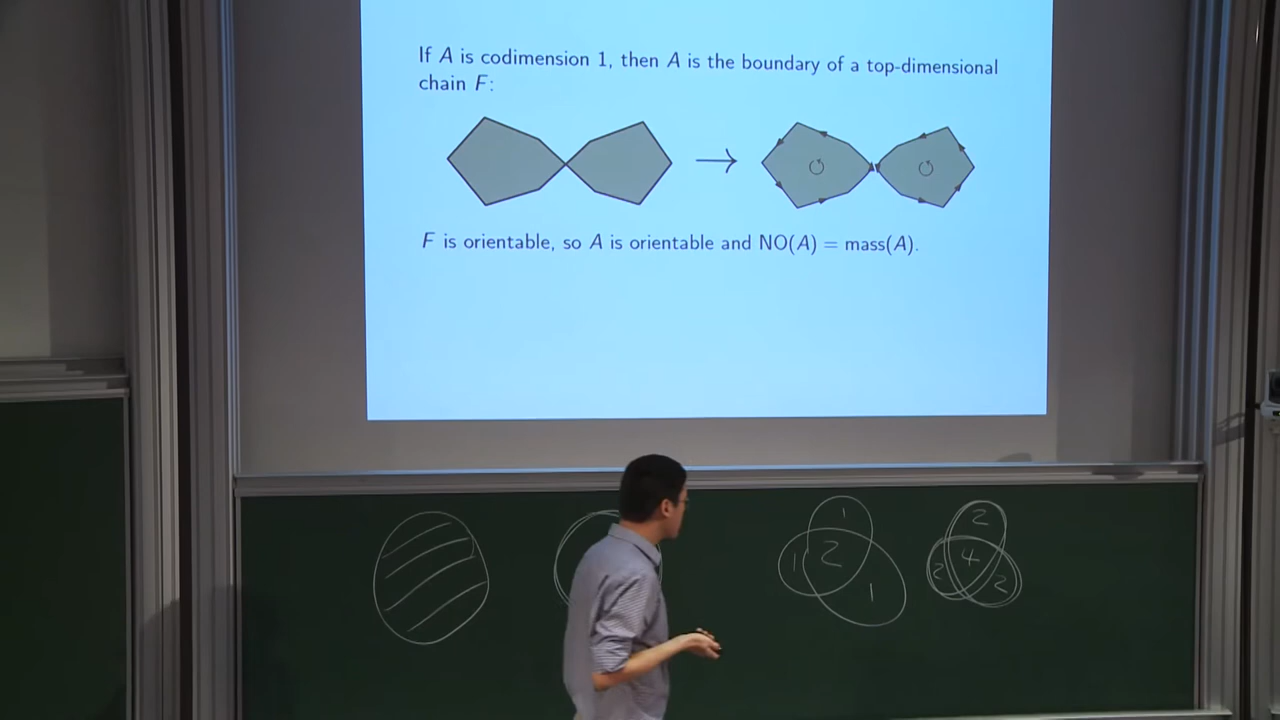 If A is codimension 1, then A is the boundary of a top-dimensional
chain F:
F is orientable, so A is orientable and NO(A) = mass(A).
1
1 2
1
2
4
2 2